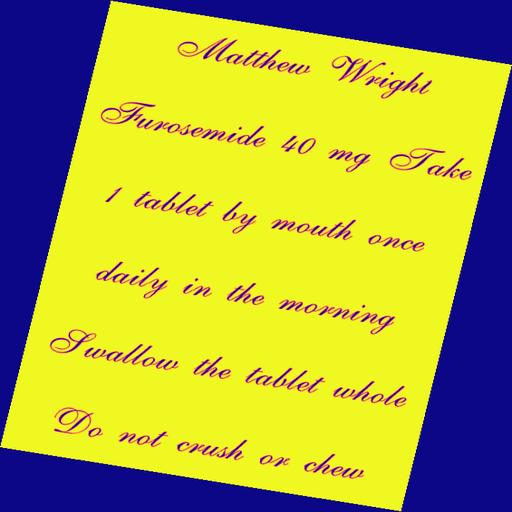 Matthew Wright
Furosemide 40 mg Take
1 tablet by mouth once
daily in the morning
Swallow the tablet whole
Do not crush or chew